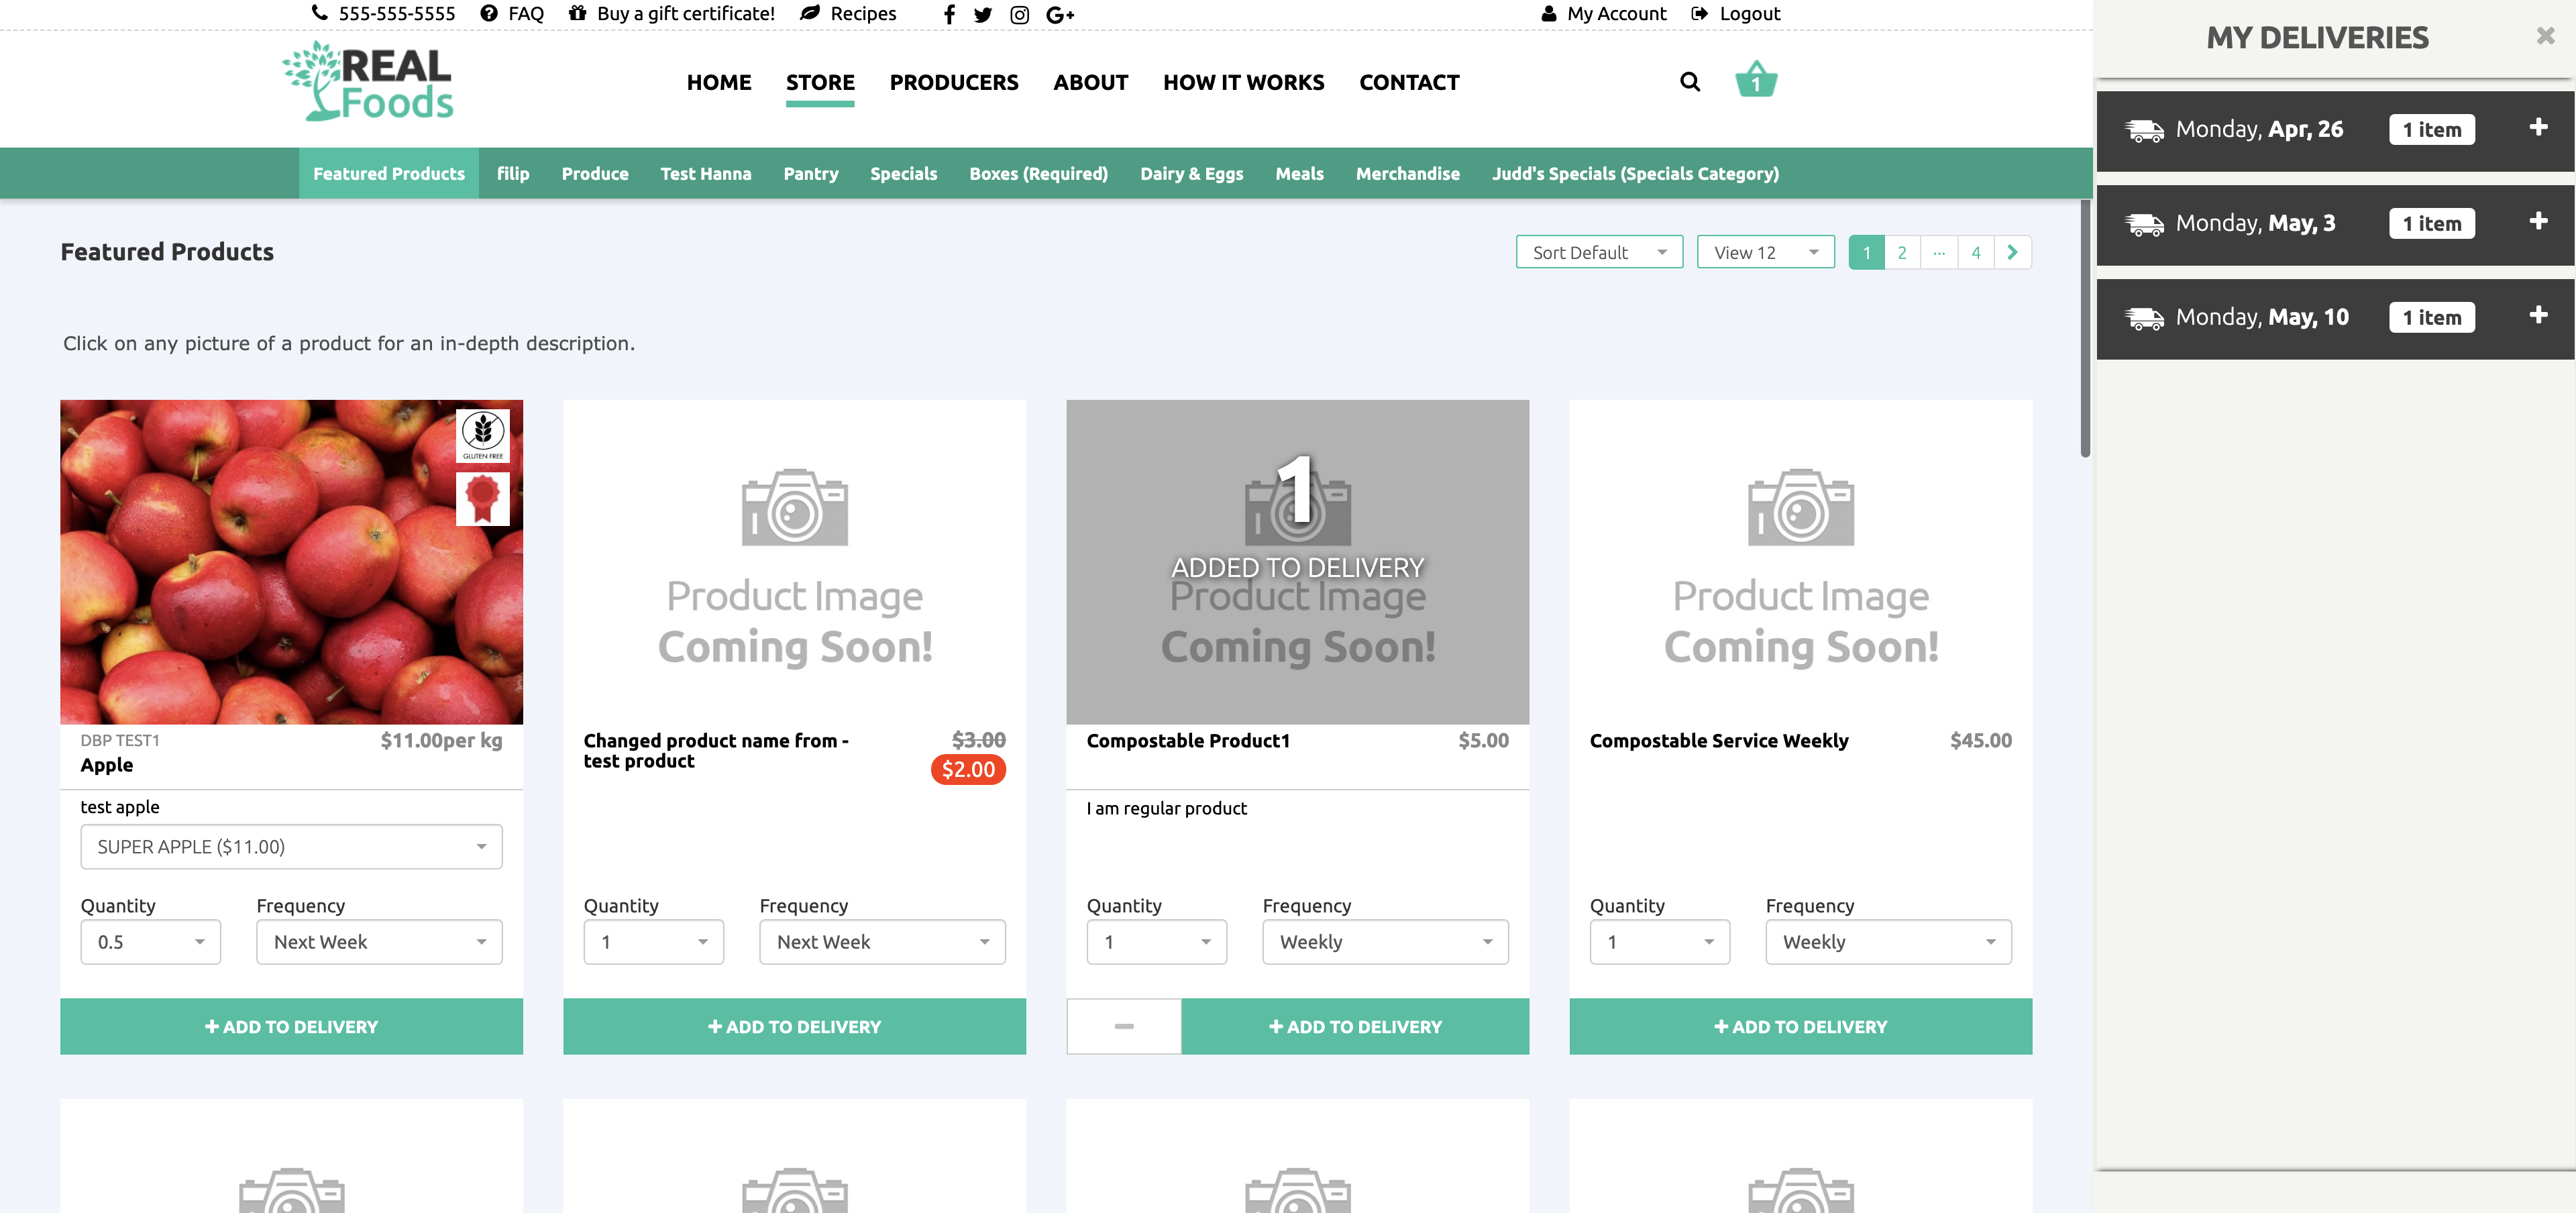 555-555-5555 FAQ Buy a gift certificate! Recipes G+ My Account Logout
REAL
Foods
HOME STORE PRODUCERS ABOUT HOW IT WORKS CONTACT 1
Featured Products filip Produce Test Hanna Pantry Specials Boxes (Required) Dairy & Eggs Meals Merchandise Judd's Specials (Specials Category)
Featured Products
Sort Default View 12 1 2 ... 4
Click on any picture of a product for an in-depth description.
GLUTEN FREE
DBP TEST1 $11.00per kg
Apple
test apple
SUPER APPLE ($11.00)
Quantity Frequency
0.5 Next Week
+ ADD TO DELIVERY
Product Image
Coming Soon!
Changed product name from - $3.00
test product $2.00
Quantity Frequency
1 Next Week
+ ADD TO DELIVERY
1
ADDED TO DELIVERY
Product Image
Coming Soon!
Compostable Product1 $5.00
I am regular product
Quantity Frequency
1 Weekly
+ ADD TO DELIVERY
Product Image
Coming Soon!
Compostable Service Weekly $45.00
Quantity Frequency
1 Weekly
+ ADD TO DELIVERY
MY DELIVERIES
Monday, Apr, 26 1 item
Monday, May, 3 1 item
Monday, May, 10 1 item